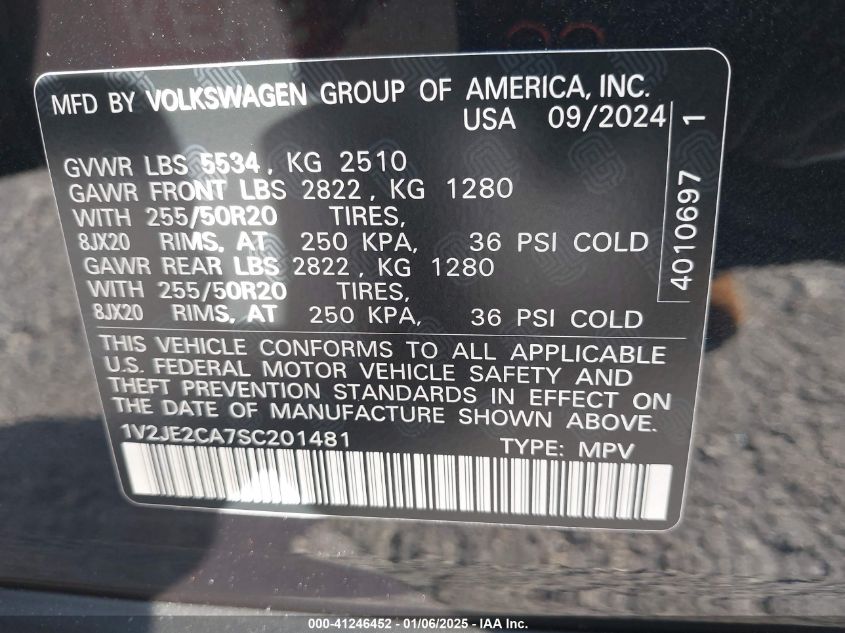 MFD BY VOLKSWAGEN GROUP OF AMERICA, INC.
USA 09/2024
GVWR LBS 5534, KG 2510
GAWR FRONT LBS 2822, KG 1280
WITH 255/50R20 TIRES,
8JX20 RIMS, AT 250 KPA, 36 PSI COLD
GAWR REAR LBS 2822, KG 1280
WITH 255/50R20 TIRES,
8JX20 RIMS, AT 250 KPA, 36 PSI COLD
4010697 1
THIS VEHICLE CONFORMS TO ALL APPLICABLE
U.S. FEDERAL MOTOR VEHICLE SAFETY AND
THEFT PREVENTION STANDARDS IN EFFECT ON
THE DATE OF MANUFACTURE SHOWN ABOVE.
1V2JE2CA7SC201481 TYPE: MPV
000-41246452 - 01/06/2025 - IAA Inc.